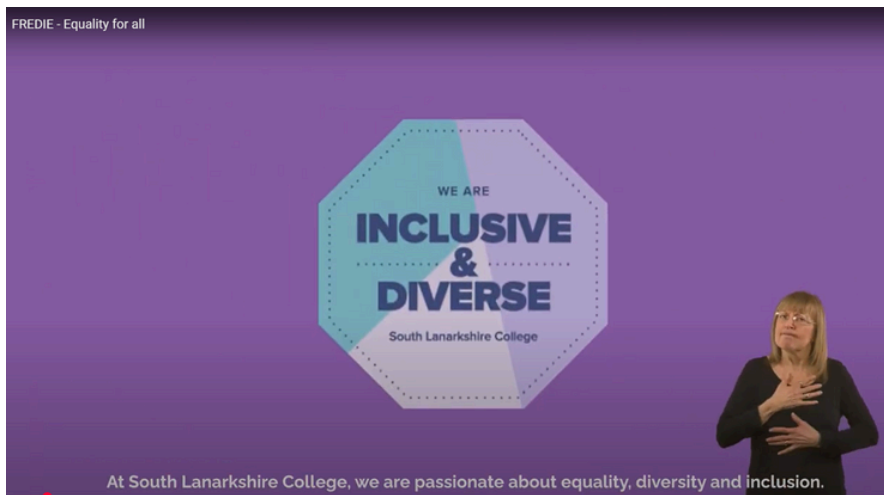 FREDIE - Equality for all
WE ARE
INCLUSIVE
&
DIVERSE
South Lanarkshire College
At South Lanarkshire College, we are passionate about equality, diversity and inclusion.